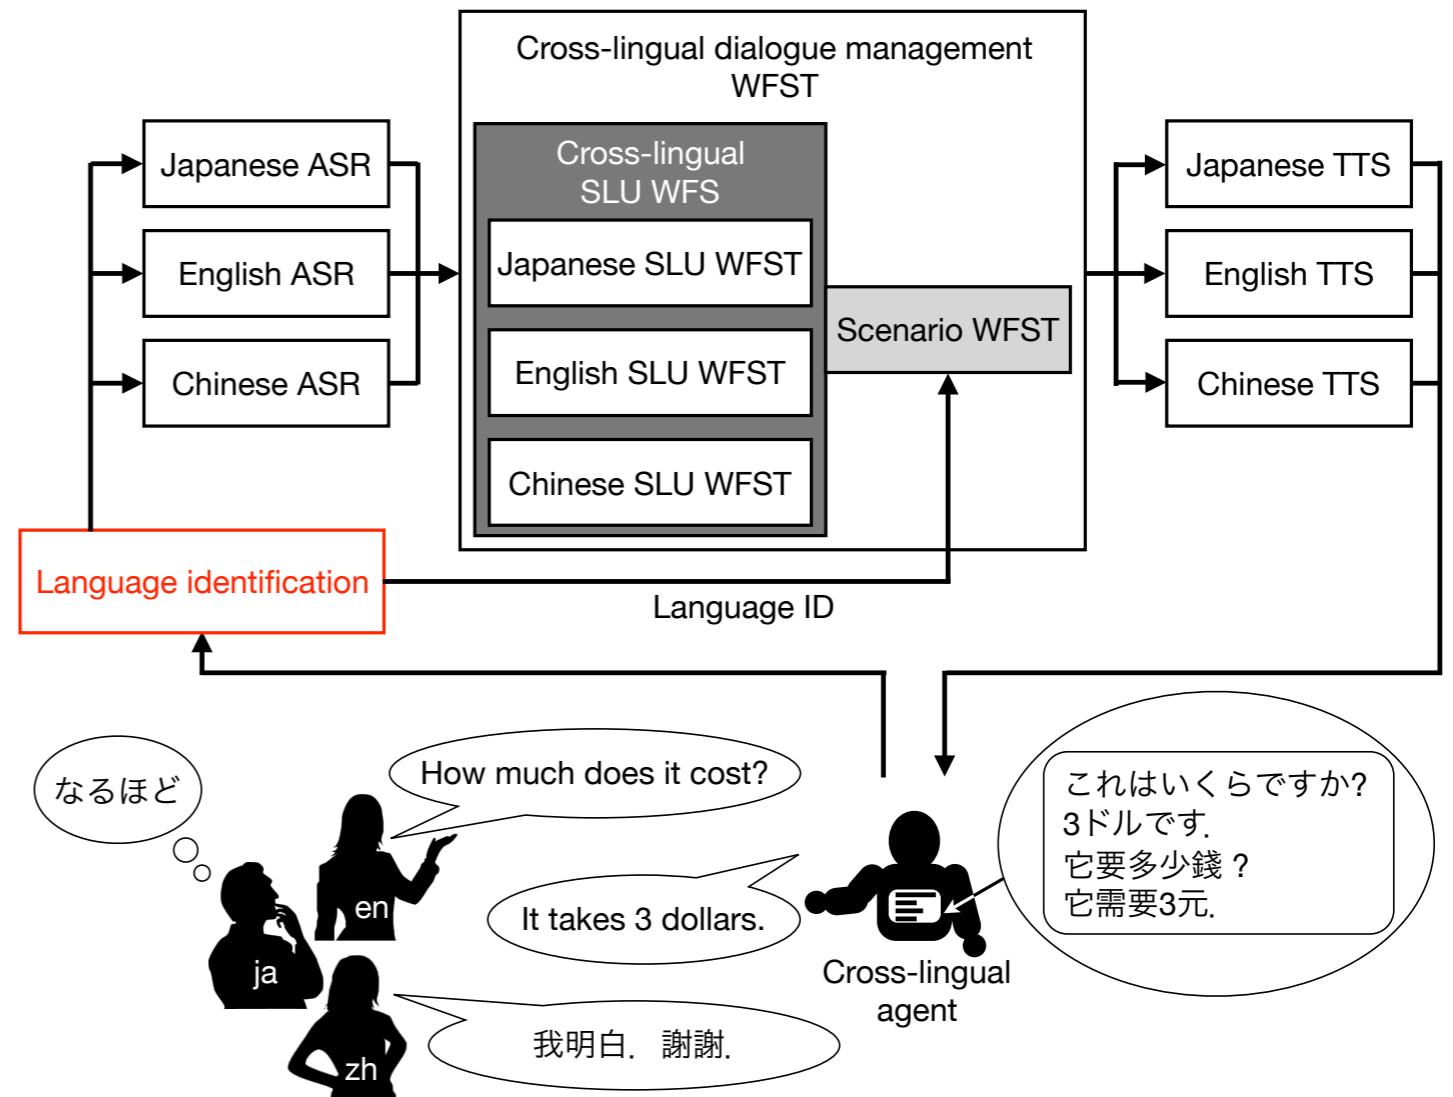 Cross-lingual dialogue management
WFST
Cross-lingual
SLU WFS
Japanese ASR
English ASR
Chinese ASR
Japanese SLU WFST
English SLU WFST
Chinese SLU WFST
Scenario WFST
Japanese TTS
English TTS
Chinese TTS
Language identification
Language ID
なるほど
How much does it cost?
en
ja
zh
It takes 3 dollars.
我明白．謝謝．
Cross-lingual
agent
これはいくらですか?
3ドルです.
它要多少錢 ?
它需要3元.